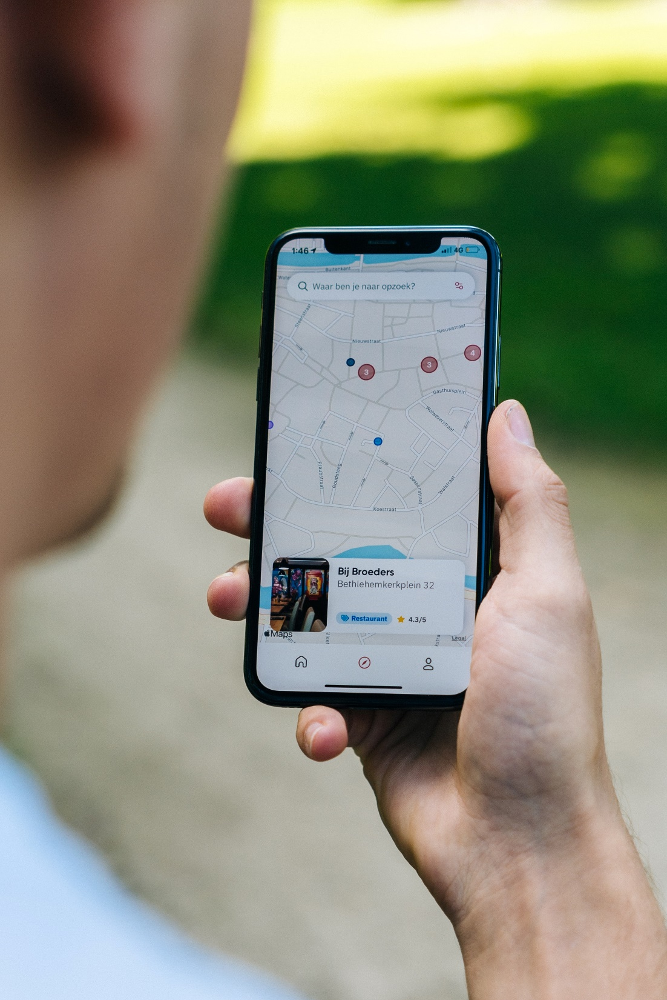 1:46
4G
Buitenkant
Waar ben je naar opzoek?
Steenstraat
Nieuwstraat
Nieuwstraat
4
3
3
Gasthuisplein
Wolweverstraat
Praubstraat
Goudsteeg
Sassenstraat
Walstraat
Koestraat
Bij Broeders
Bethlehemkerkplein 32
Restaurant
4.3/5
Maps
Legal